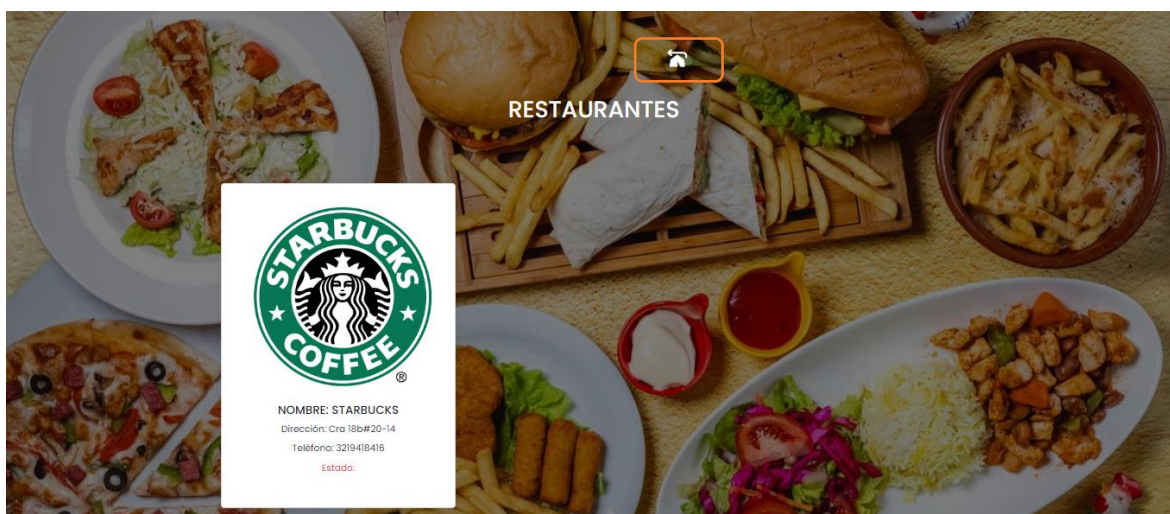 RESTAURANTES
STARBUCKS
COFFEE
®
NOMBRE: STARBUCKS
Dirección: Cra 18b#20-14
Teléfono: 3219418416
Estado: